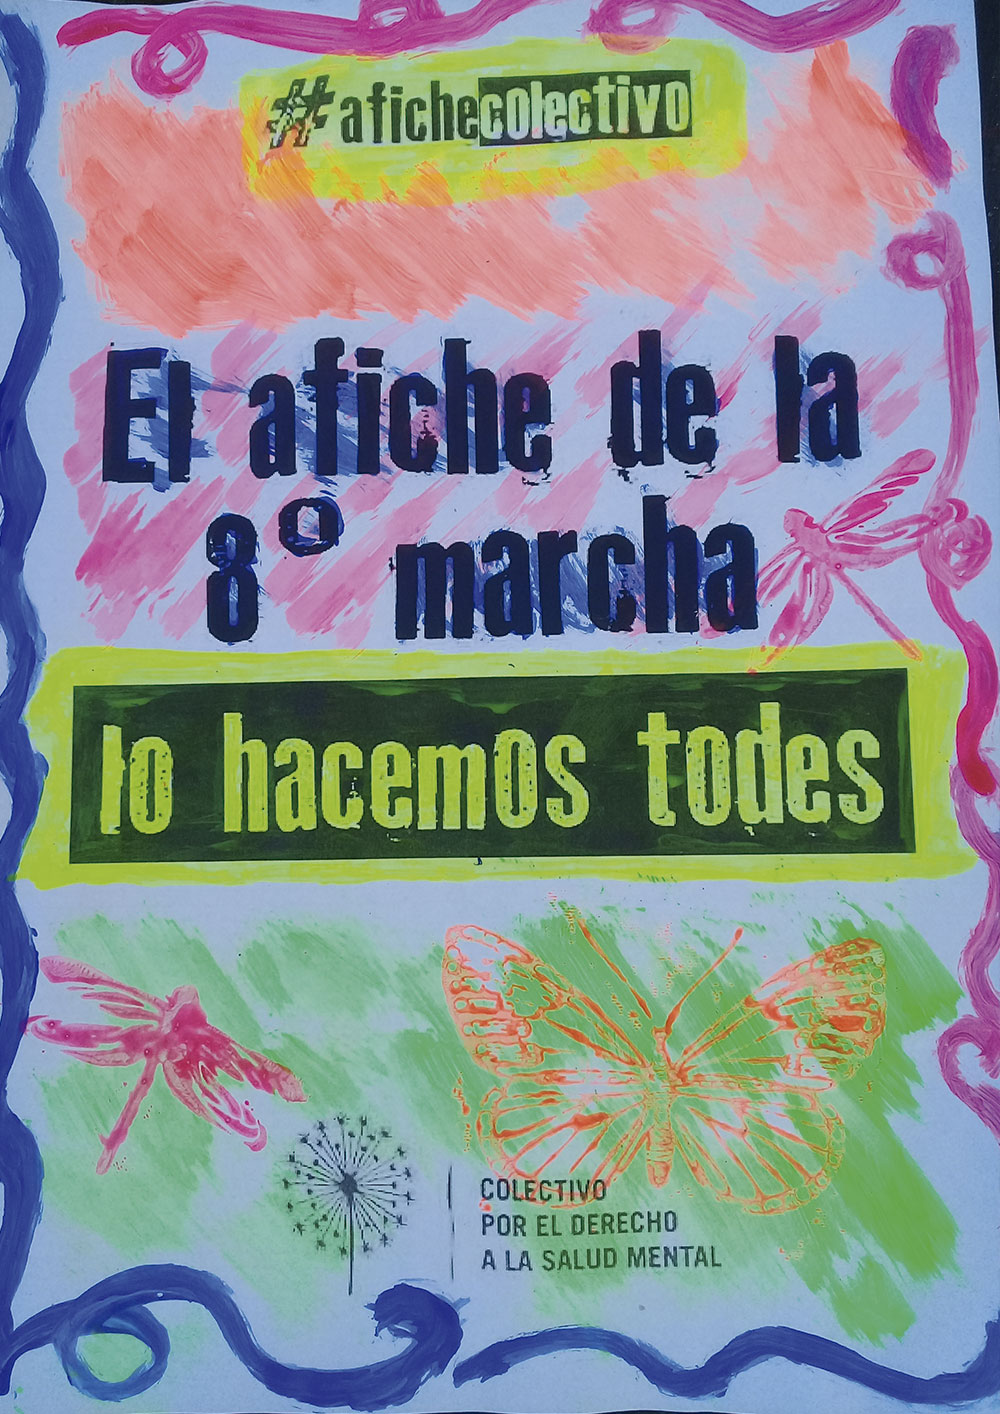 #afichecolectivo
El afiche de la
8° marcha
lo hacemos todes
COLECTIVO
POR EL DERECHO
A LA SALUD MENTAL